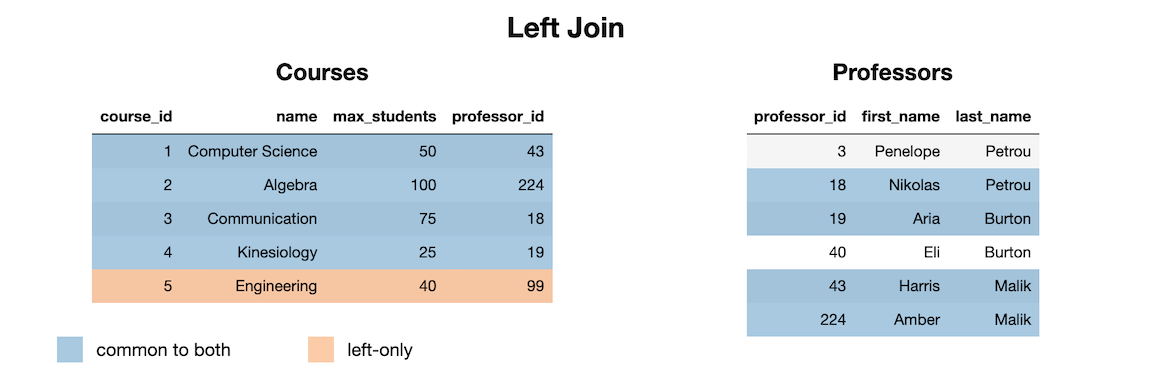 Left Join
Courses
course_id name max_students professor_id
1 Computer Science 50 43
2 Algebra 100 224
3 Communication 75 18
4 Kinesiology 25 19
5 Engineering 40 99
Professors
professor_id first_name last_name
3 Penelope Petrou
18 Nikolas Petrou
19 Aria Burton
40 Eli Burton
43 Harris Malik
224 Amber Malik
common to both
left-only